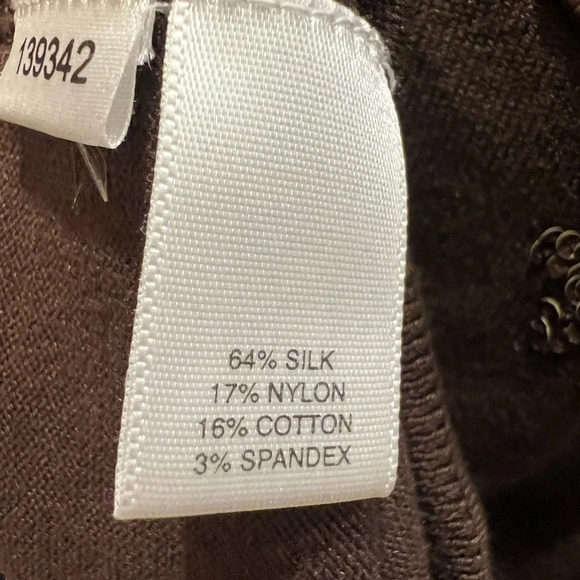 139342
64% SILK
17% NYLON
16% COTTON
3% SPANDEX